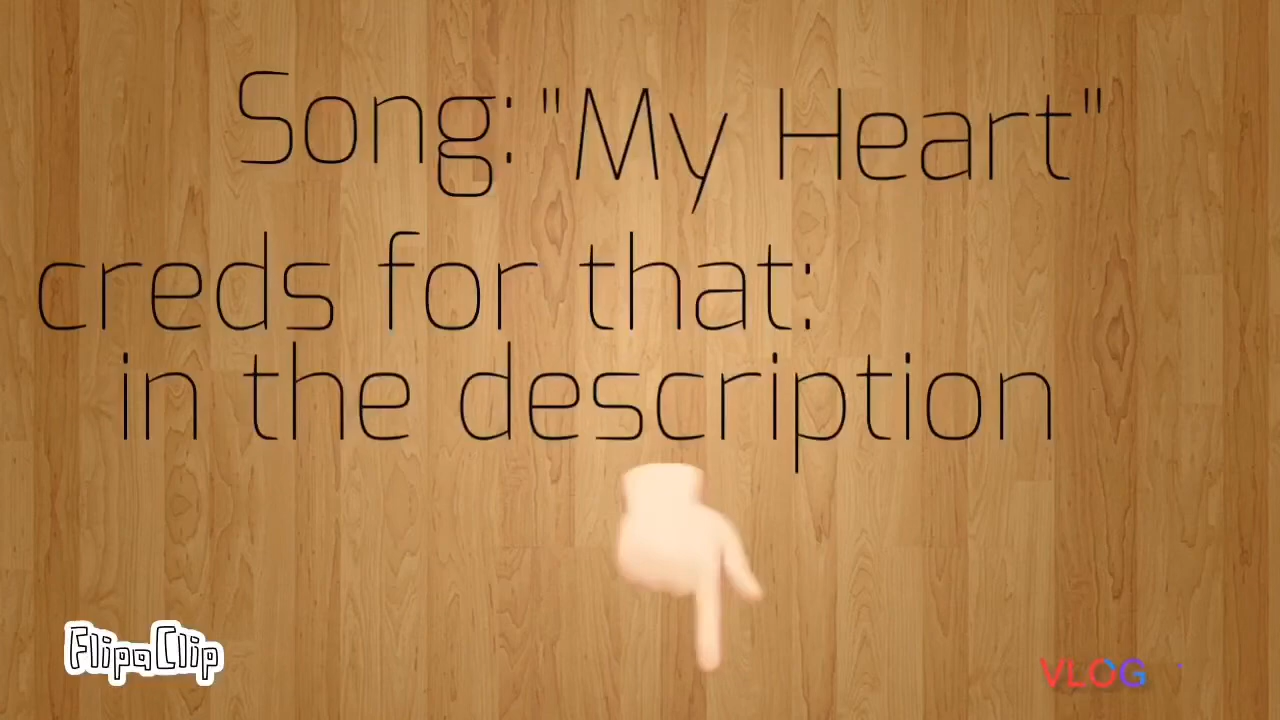 Song: "My Heart"
creds for that:
in the description
FlipaClip
VLOG